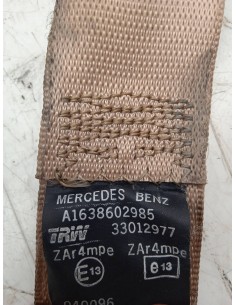 MERCEDES BENZ
A1638602985
TRW 33012977
ZAr4mpe ZAr4mpe
E13 e13